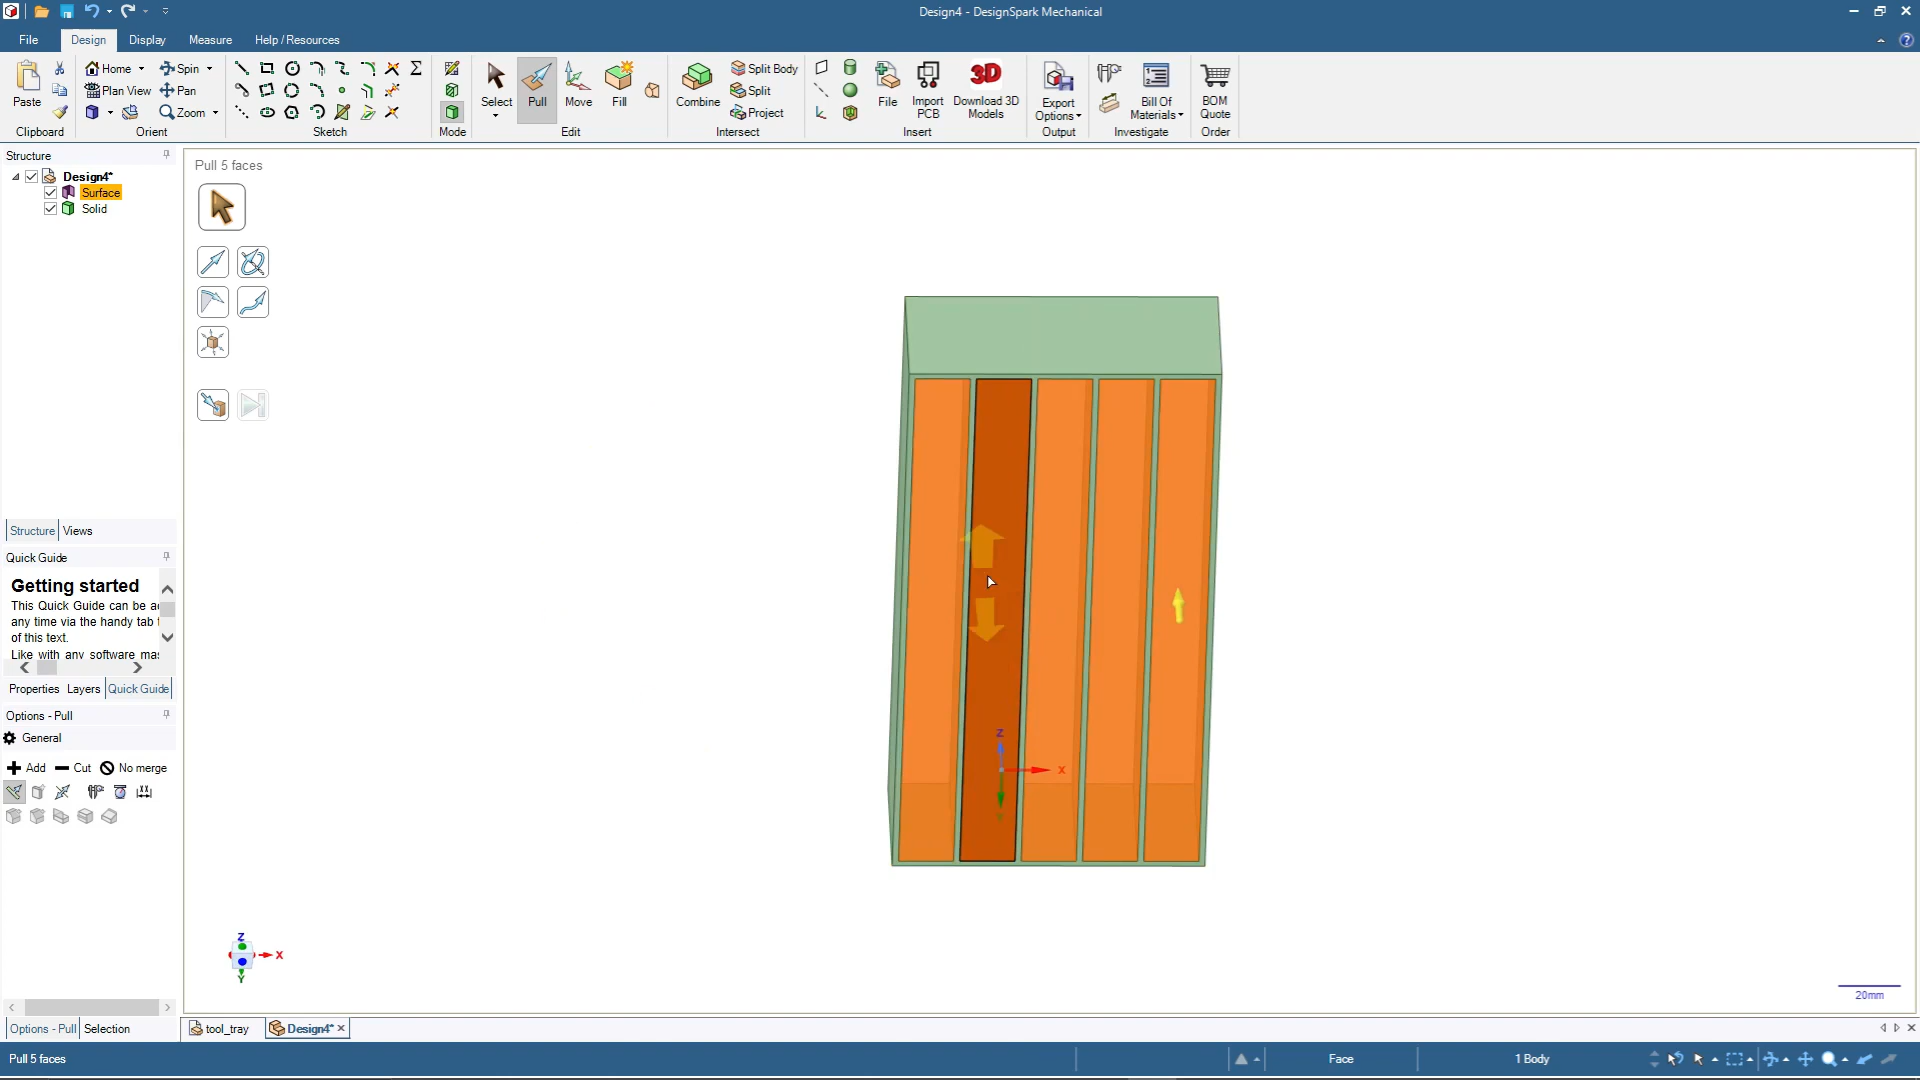 Design4 - DesignSpark Mechanical
File
Design
Display
Measure
Help / Resources
Paste
Clipboard
Home
Spin
Plan View
Pan
Zoom
Orient
Sketch
Mode
Select
Pull
Move
Fill
Edit
Combine
Split Body
Split
Project
Intersect
File
Import PCB
3D
Download 3D Models
Insert
Export Options
Output
Bill Of Materials
Investigate
BOM Quote
Order
Structure
Design4*
Surface
Solid
Pull 5 faces
Structure
Views
Quick Guide
Getting started
This Quick Guide can be a
any time via the handy tab
of this text.
Like with any software ma
Properties
Layers
Quick Guide
Options - Pull
General
Add
Cut
No merge
Z
X
Y
Z
X
Y
20mm
Options - Pull
Selection
tool_tray
Design4*
Pull 5 faces
Face
1 Body